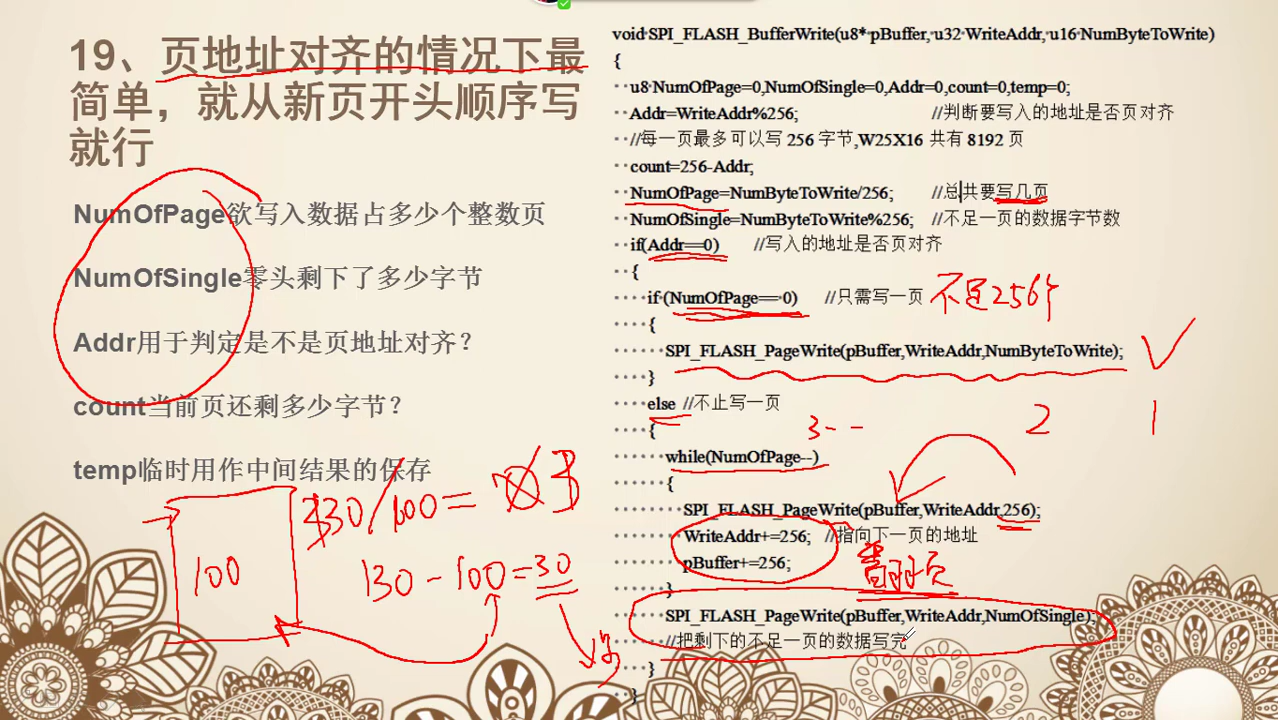 19、页地址对齐的情况下最
简单，就从新页开头顺序写
就行
NumOfPage欲写入数据占多少个整数页
NumOfSingle零头剩下了多少字节
Addr用于判定是不是页地址对齐？
count当前页还剩多少字节？
temp临时用作中间结果的保存
330/100=
3
100
130-100=30
写
void SPI_FLASH_BufferWrite(u8* pBuffer, u32 WriteAddr, u16 NumByteToWrite)
{
u8 NumOfPage=0,NumOfSingle=0,Addr=0,count=0,temp=0;
Addr=WriteAddr%256; //判断要写入的地址是否页对齐
//每一页最多可以写 256 字节,W25X16 共有 8192 页
count=256-Addr;
NumOfPage=NumByteToWrite/256; //总共要写几页
NumOfSingle=NumByteToWrite%256; //不足一页的数据字节数
if(Addr==0) //写入的地址是否页对齐
{
if (NumOfPage== 0) //只需写一页 不足256个
{
SPI_FLASH_PageWrite(pBuffer,WriteAddr,NumByteToWrite);
}
else //不止写一页
{ 3-- 2 1
while(NumOfPage--)
{
SPI_FLASH_PageWrite(pBuffer,WriteAddr,256);
WriteAddr+=256; //指向下一页的地址
pBuffer+=256;
}
SPI_FLASH_PageWrite(pBuffer,WriteAddr,NumOfSingle);
//把剩下的不足一页的数据写完
}
}